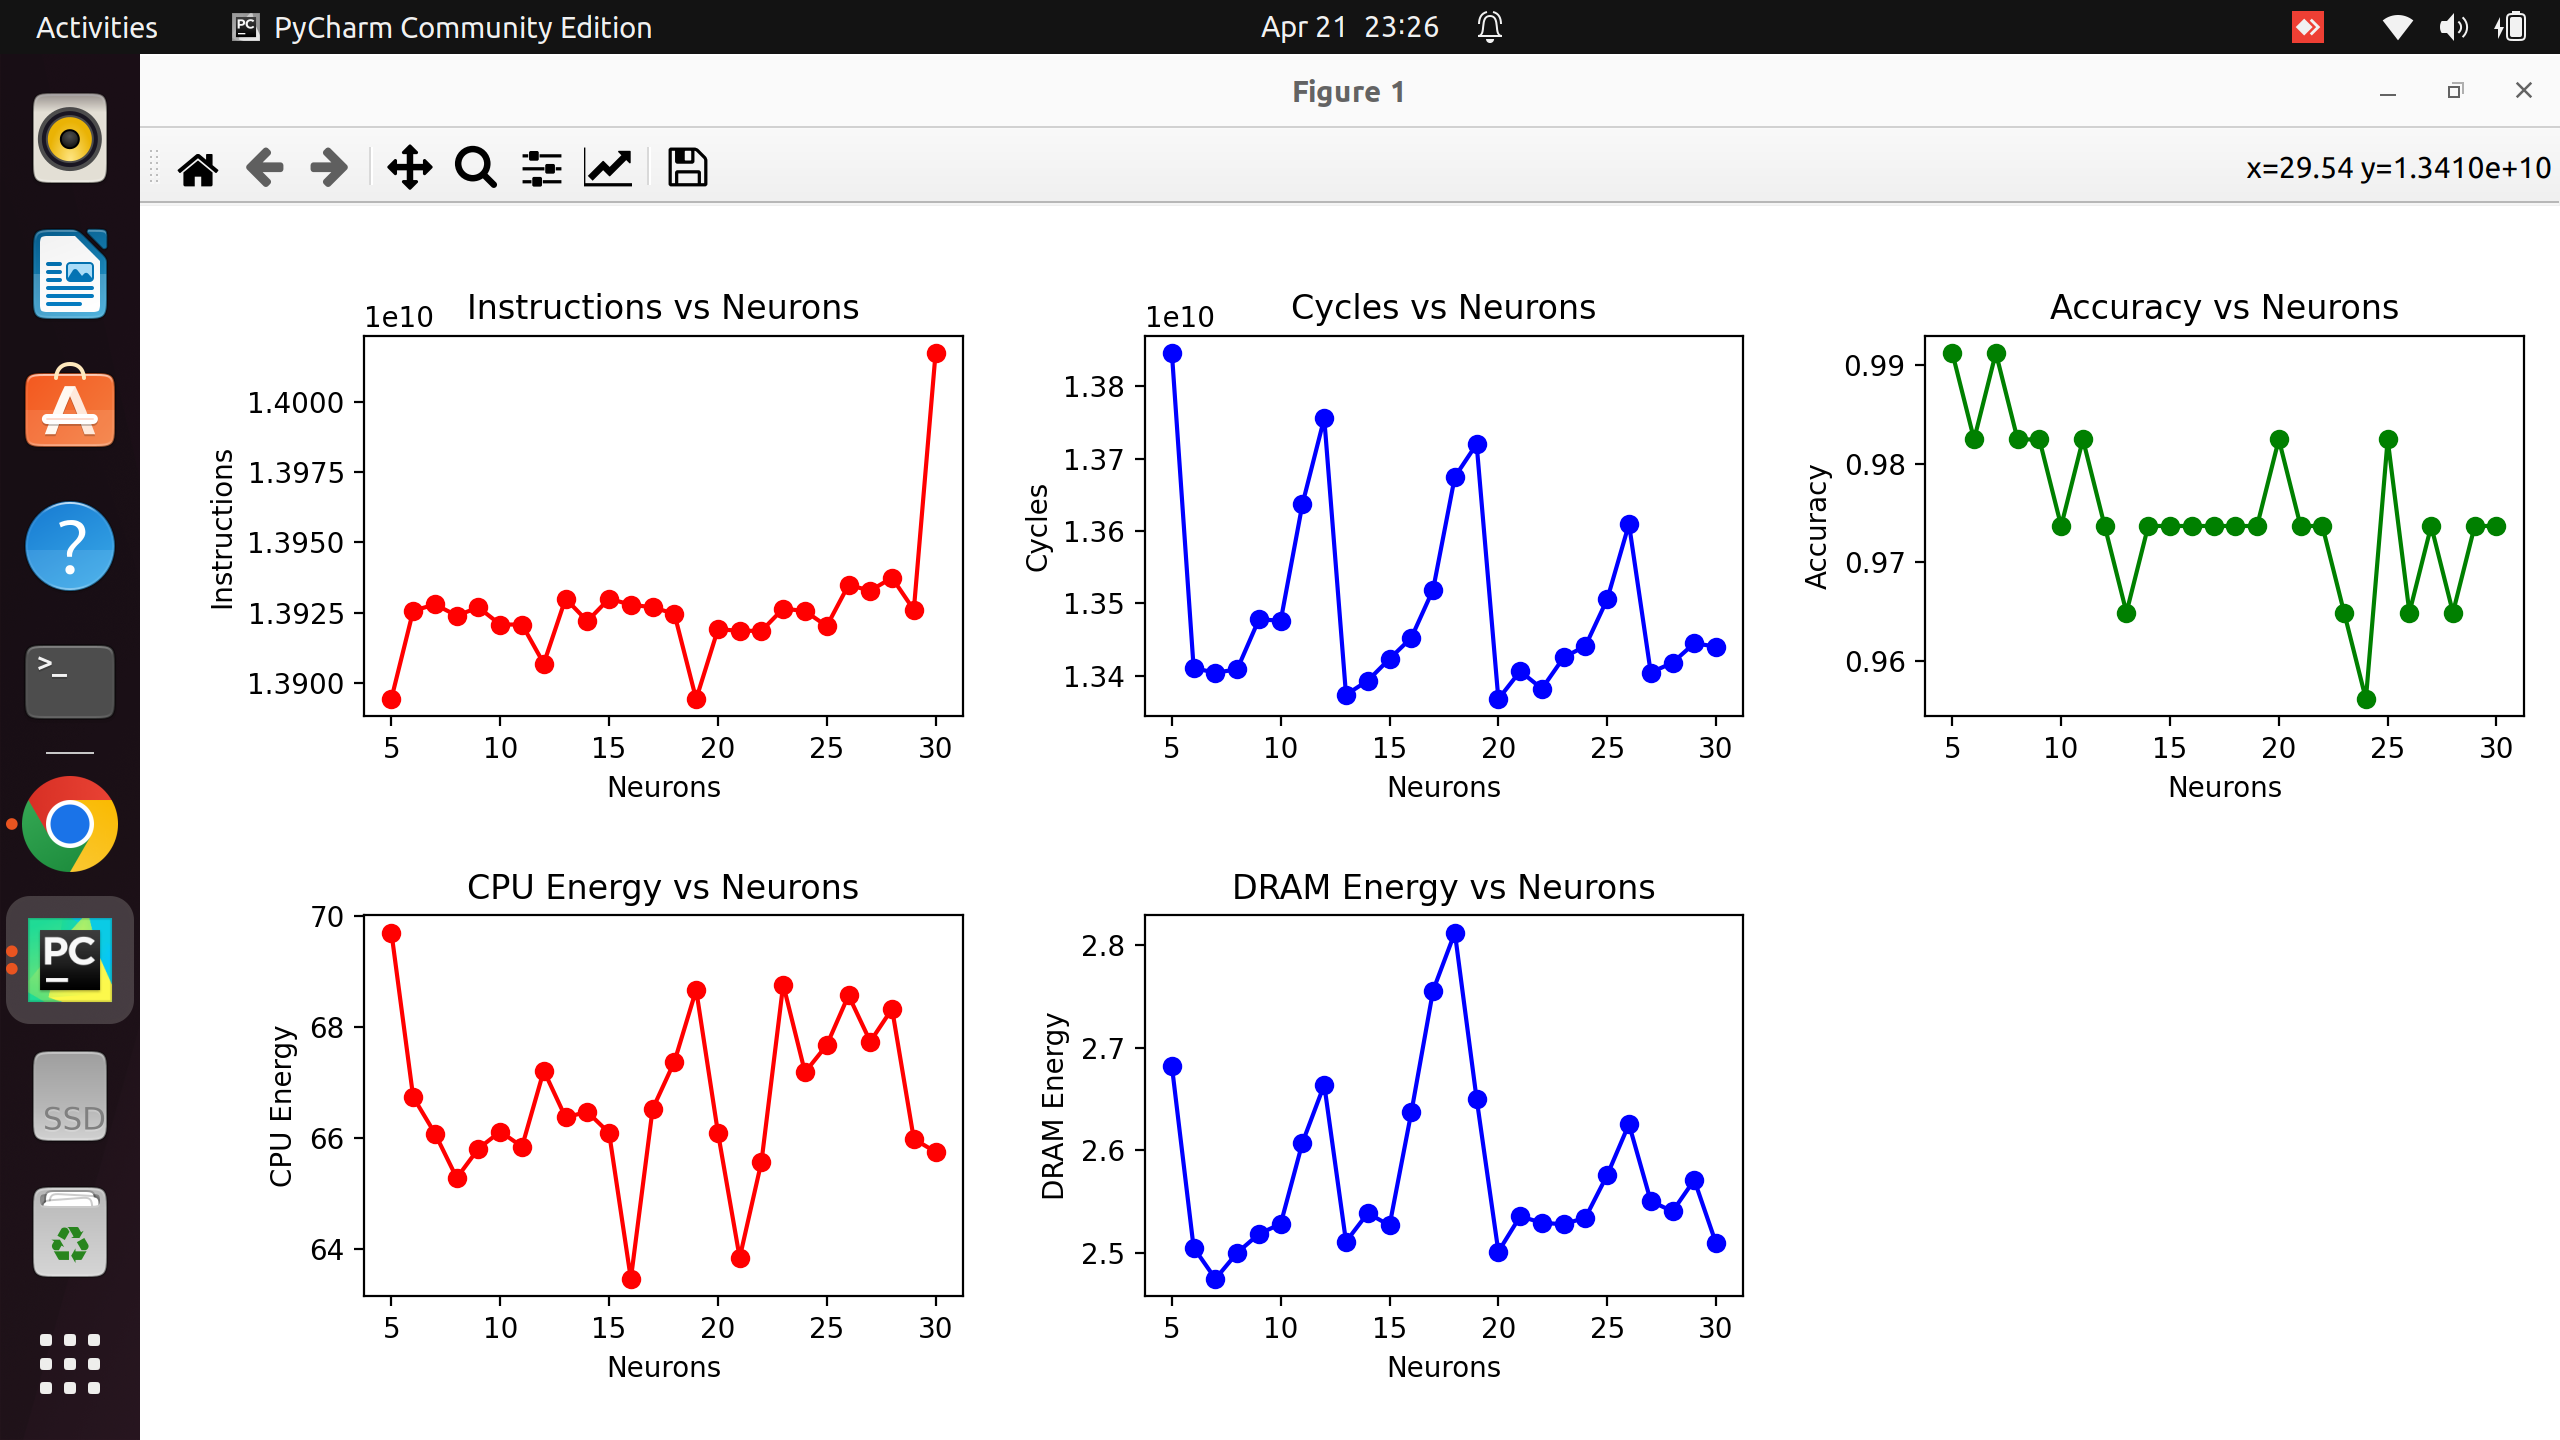 Activities PyCharm Community Edition Apr 21 23:26
Figure 1
x=29.54 y=1.3410e+10
1e10 Instructions vs Neurons
1.4000
1.3975
1.3950
1.3925
1.3900
Instructions
5 10 15 20 25 30
Neurons
1e10 Cycles vs Neurons
1.38
1.37
1.36
1.35
1.34
Cycles
5 10 15 20 25 30
Neurons
Accuracy vs Neurons
0.99
0.98
0.97
0.96
Accuracy
5 10 15 20 25 30
Neurons
CPU Energy vs Neurons
70
68
66
64
CPU Energy
5 10 15 20 25 30
Neurons
DRAM Energy vs Neurons
2.8
2.7
2.6
2.5
DRAM Energy
5 10 15 20 25 30
Neurons
?
>_
PC
SSD